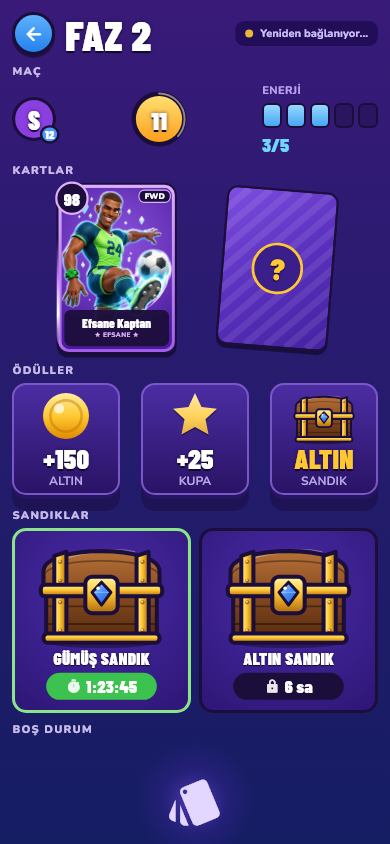 FAZ 2
Yeniden bağlanıyor...
MAÇ
S
12
11
ENERJİ
3/5
KARTLAR
98
FWD
24
Efsane Kaptan
★ EFSANE ★
?
ÖDÜLLER
+150
ALTIN
+25
KUPA
ALTIN
SANDIK
SANDIKLAR
GÜMÜŞ SANDIK
1:23:45
ALTIN SANDIK
6 sa
BOŞ DURUM